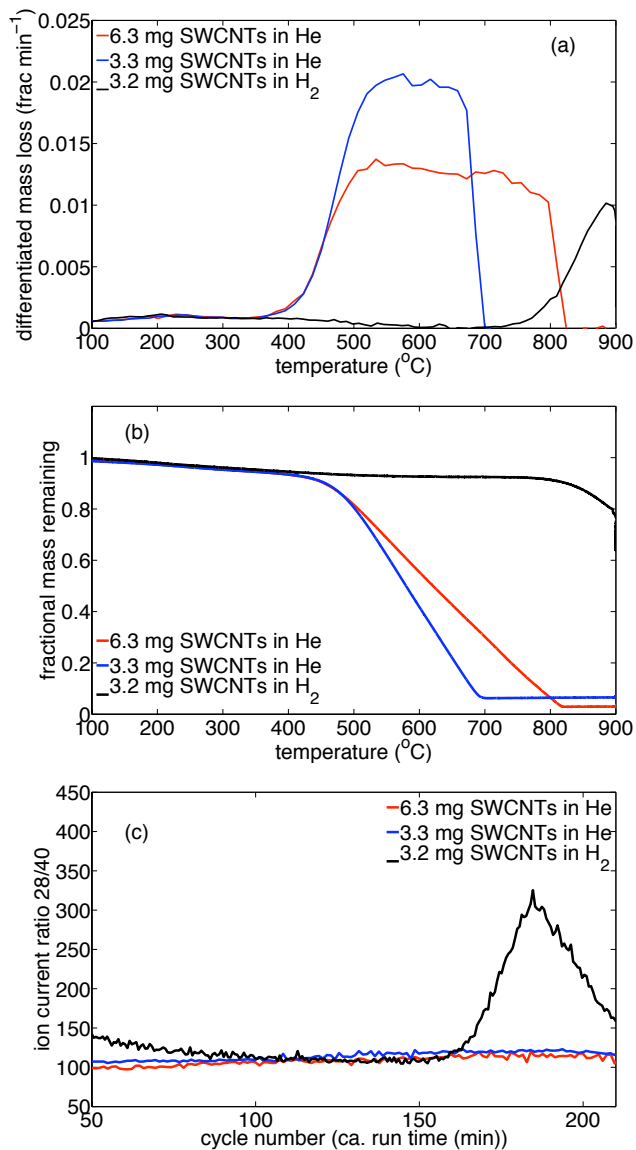 0.025
0.02
0.015
0.01
0.005
0
differentiated mass loss (frac min⁻¹)
6.3 mg SWCNTs in He
3.3 mg SWCNTs in He
3.2 mg SWCNTs in H₂
(a)
100 200 300 400 500 600 700 800 900
temperature (°C)
(b)
1
0.8
0.6
0.4
0.2
0
fractional mass remaining
6.3 mg SWCNTs in He
3.3 mg SWCNTs in He
3.2 mg SWCNTs in H₂
100 200 300 400 500 600 700 800 900
temperature (°C)
450
400
350
300
250
200
150
100
50
ion current ratio 28/40
(c)
6.3 mg SWCNTs in He
3.3 mg SWCNTs in He
3.2 mg SWCNTs in H₂
50 100 150 200
cycle number (ca. run time (min))